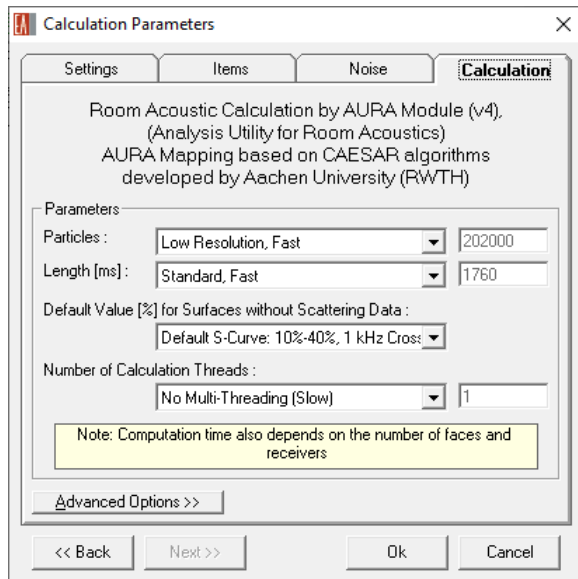 EA Calculation Parameters
Settings Items Noise Calculation
Room Acoustic Calculation by AURA Module (v4),
(Analysis Utility for Room Acoustics)
AURA Mapping based on CAESAR algorithms
developed by Aachen University (RWTH)
Parameters
Particles : Low Resolution, Fast 202000
Length [ms] : Standard, Fast 1760
Default Value [%] for Surfaces without Scattering Data :
Default S-Curve: 10%-40%, 1 kHz Cross
Number of Calculation Threads :
No Multi-Threading (Slow) 1
Note: Computation time also depends on the number of faces and
receivers
Advanced Options >>
<< Back Next >> Ok Cancel